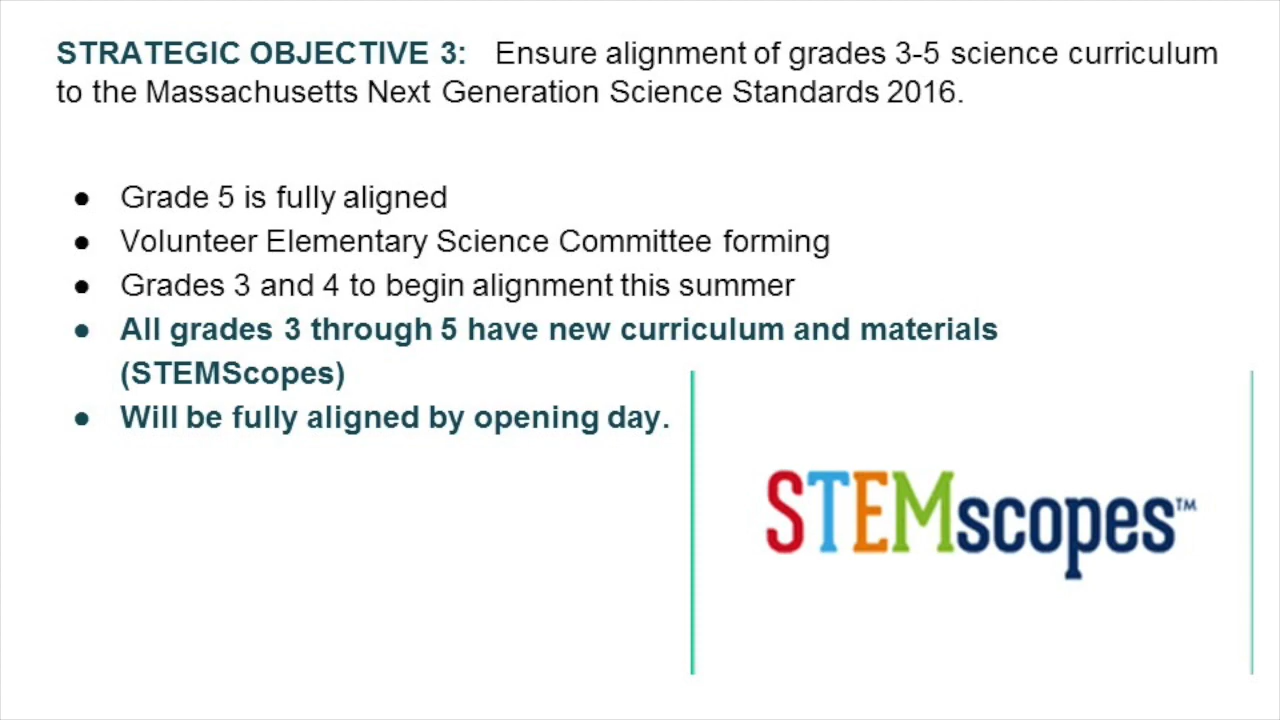 STRATEGIC OBJECTIVE 3: Ensure alignment of grades 3-5 science curriculum
to the Massachusetts Next Generation Science Standards 2016.
● Grade 5 is fully aligned
● Volunteer Elementary Science Committee forming
● Grades 3 and 4 to begin alignment this summer
● All grades 3 through 5 have new curriculum and materials
(STEMScopes)
● Will be fully aligned by opening day.
STEMscopes™